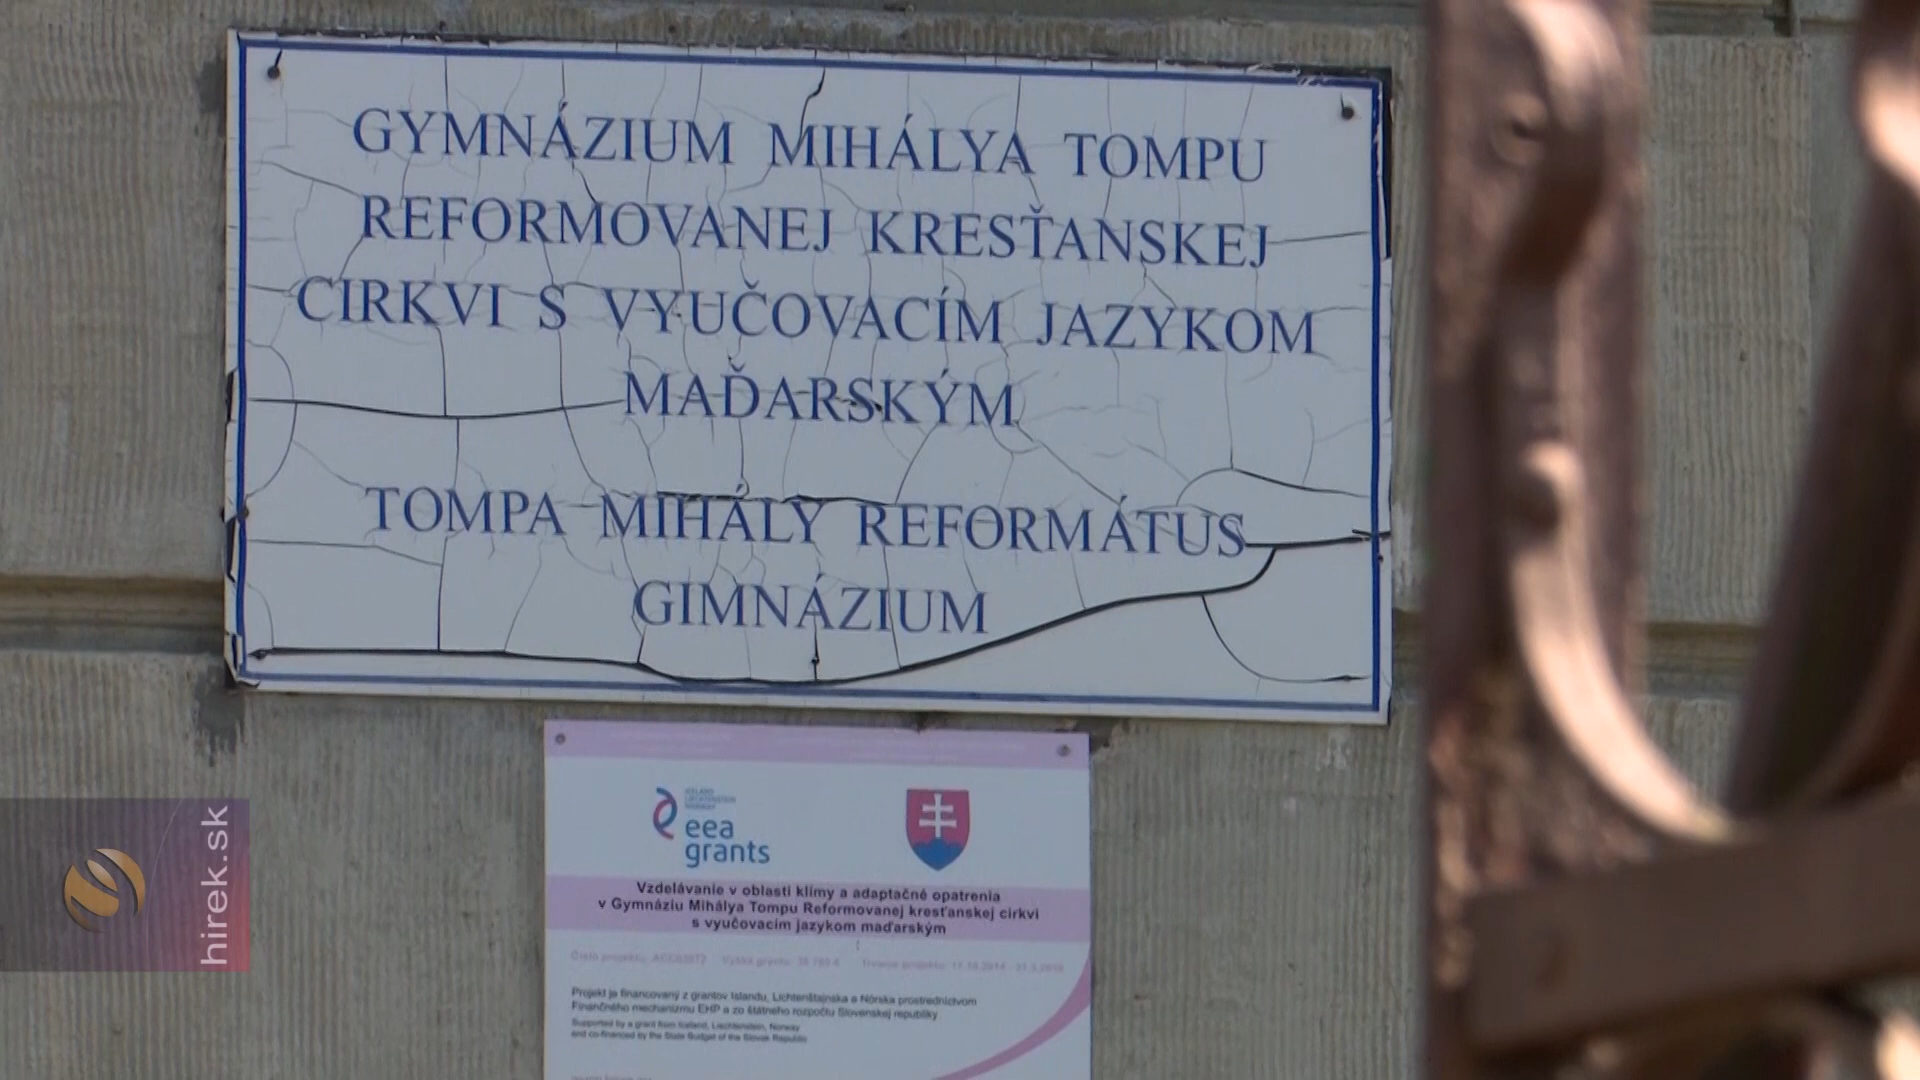 GYMNÁZIUM MIHÁLYA TOMPU
REFORMOVANEJ KRESŤANSKEJ
CIRKVI S VYUČOVACÍM JAZYKOM
MAĎARSKÝM
TOMPA MIHÁLY REFORMÁTUS
GIMNÁZIUM
ICELAND
LIECHTENSTEIN
NORWAY
eea
grants
Vzdelávanie v oblasti klímy a adaptačné opatrenia
v Gymnáziu Mihálya Tompu Reformovanej kresťanskej cirkvi
s vyučovacím jazykom maďarským
Projekt je financovaný z grantov Islandu, Lichtenštajnska a Nórska prostredníctvom
Finančného mechanizmu EHP a zo štátneho rozpočtu Slovenskej republiky
Supported by a grant from Iceland, Liechtenstein, Norway
and co-financed by the State Budget of the Slovak Republic
hirek.sk